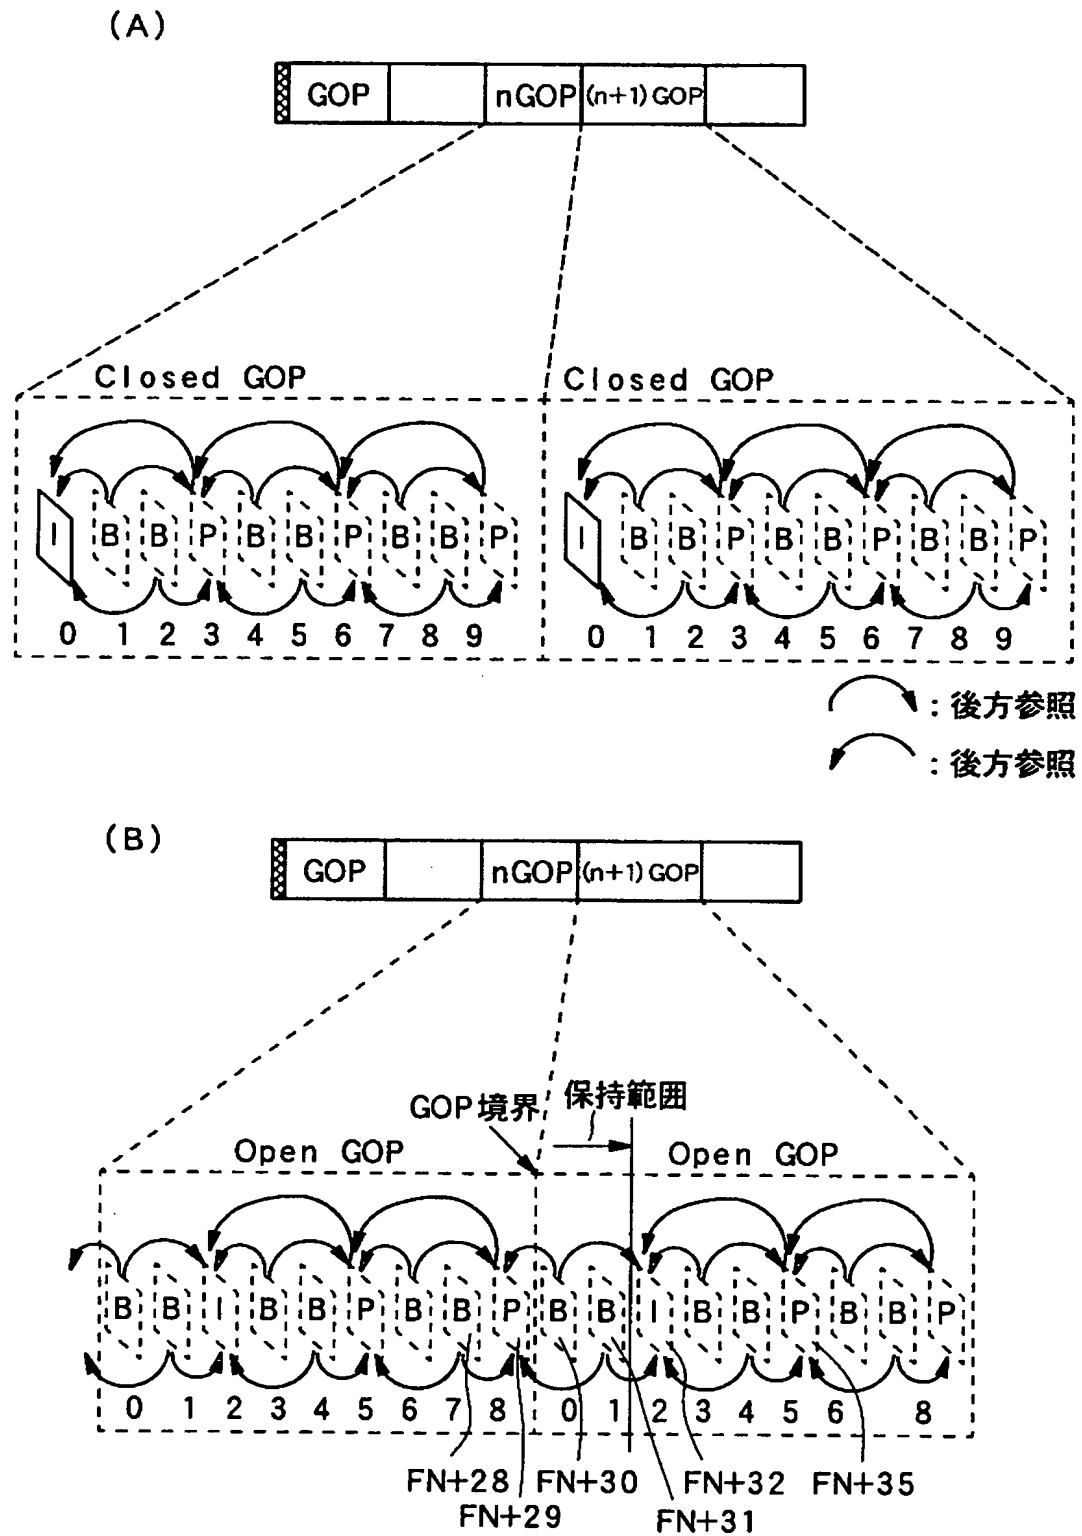 (A)
GOP nGOP (n+1)GOP
Closed GOP Closed GOP
I B B P B B P B B P I B B P B B P B B P
0 1 2 3 4 5 6 7 8 9 0 1 2 3 4 5 6 7 8 9
:後方参照
:後方参照
(B)
GOP nGOP (n+1)GOP
GOP境界 保持範囲
Open GOP Open GOP
B B I B B P B B P B B I B B P B B P
0 1 2 3 4 5 6 7 8 0 1 2 3 4 5 6 8
FN+28 FN+30 FN+32 FN+35
FN+29 FN+31